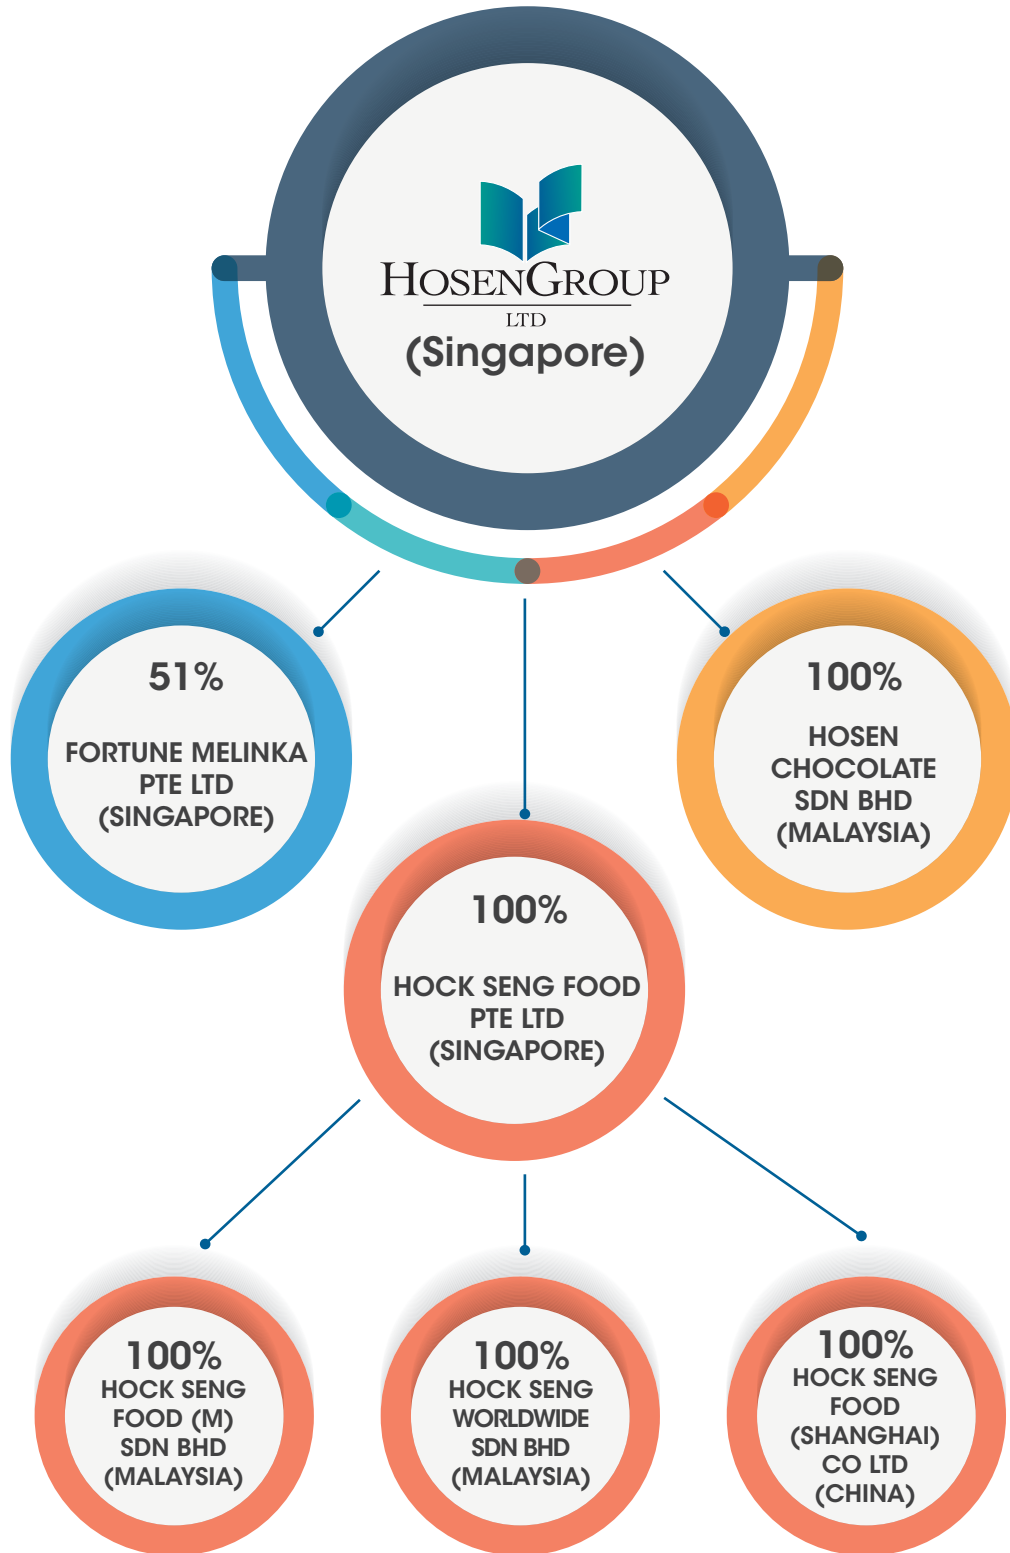 HOSENGROUP
LTD
(Singapore)
51%
FORTUNE MELINKA
PTE LTD
(SINGAPORE)
100%
HOSEN
CHOCOLATE
SDN BHD
(MALAYSIA)
100%
HOCK SENG FOOD
PTE LTD
(SINGAPORE)
100%
HOCK SENG
FOOD (M)
SDN BHD
(MALAYSIA)
100%
HOCK SENG
WORLDWIDE
SDN BHD
(MALAYSIA)
100%
HOCK SENG
FOOD
(SHANGHAI)
CO LTD
(CHINA)